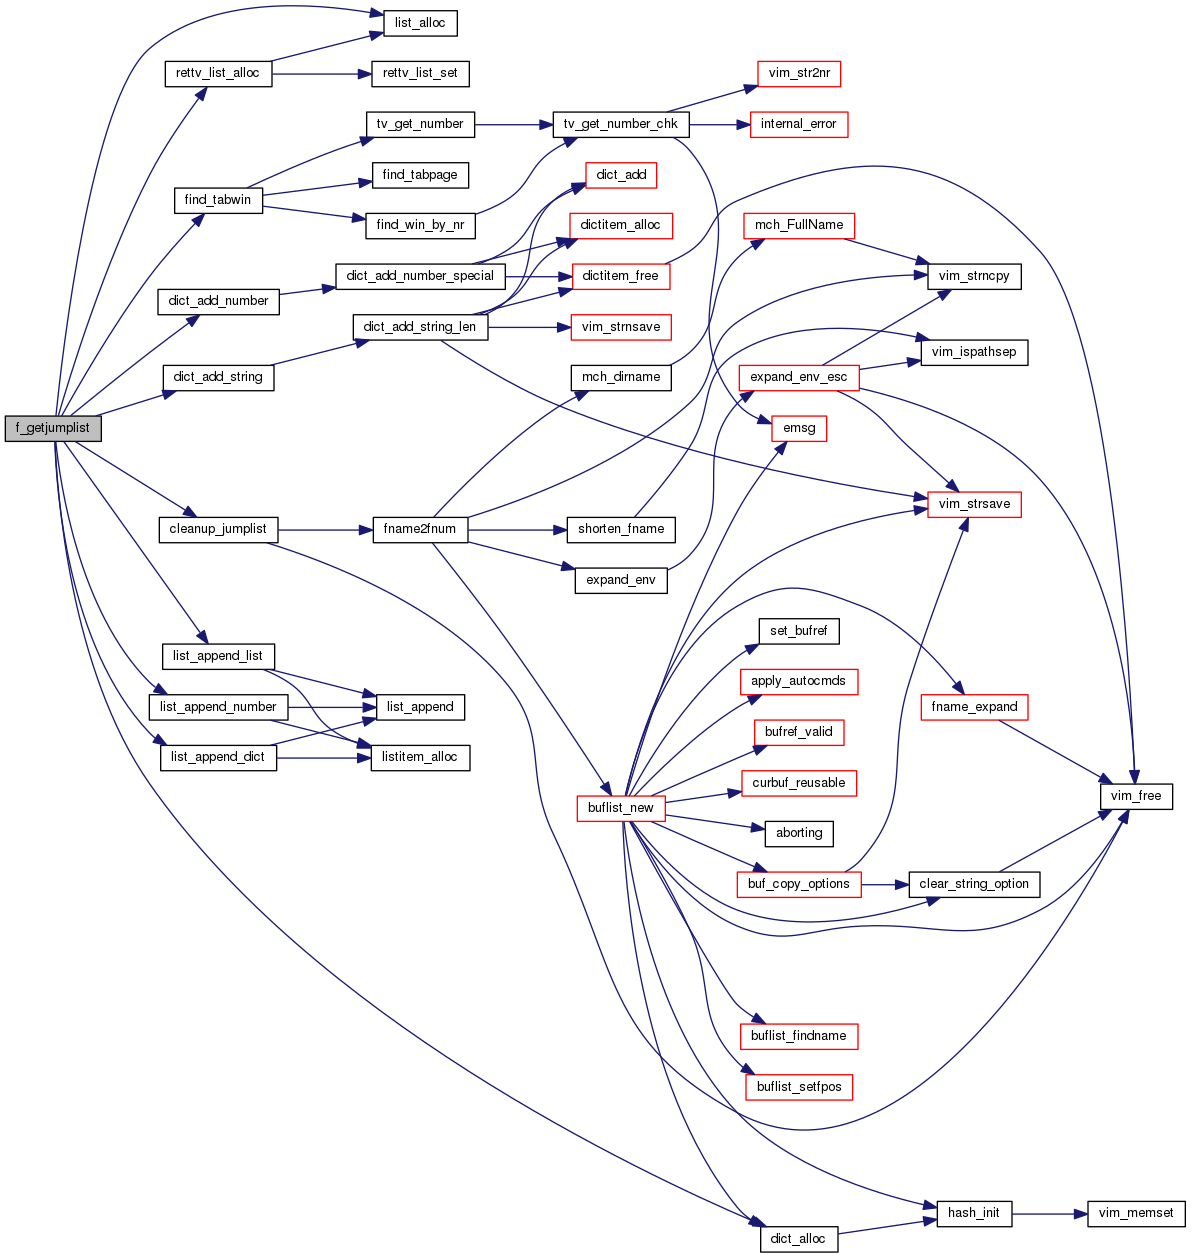 list_alloc
rettv_list_alloc
rettv_list_set
vim_str2nr
tv_get_number
tv_get_number_chk
internal_error
find_tabpage
dict_add
find_tabwin
find_win_by_nr
dictitem_alloc
mch_FullName
dict_add_number_special
dictitem_free
vim_strncpy
dict_add_number
dict_add_string_len
vim_strnsave
vim_ispathsep
dict_add_string
mch_dirname
expand_env_esc
f_getjumplist
emsg
vim_strsave
cleanup_jumplist
fname2fnum
shorten_fname
expand_env
set_bufref
list_append_list
apply_autocmds
list_append_number
list_append
fname_expand
bufref_valid
list_append_dict
listitem_alloc
curbuf_reusable
vim_free
buflist_new
aborting
buf_copy_options
clear_string_option
buflist_findname
buflist_setfpos
hash_init
vim_memset
dict_alloc